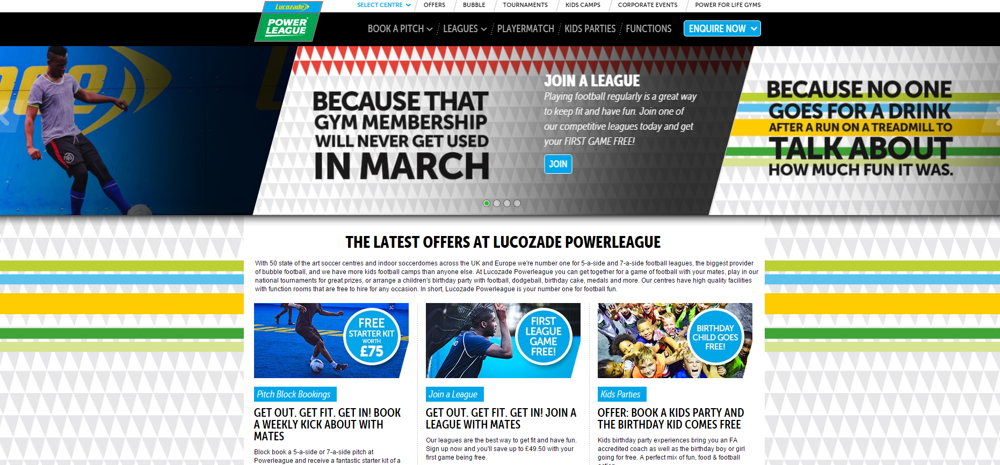 SELECT CENTRE
OFFERS
BUBBLE
TOURNAMENTS
KIDS CAMPS
CORPORATE EVENTS
POWER FOR LIFE GYMS
Lucozade
POWER
LEAGUE
BOOK A PITCH
LEAGUES
PLAYERMATCH
KIDS PARTIES
FUNCTIONS
ENQUIRE NOW
BECAUSE THAT
GYM MEMBERSHIP
WILL NEVER GET USED
IN MARCH
JOIN A LEAGUE
Playing football regularly is a great way
to keep fit and have fun. Join one of
our competitive leagues today and get
your FIRST GAME FREE!
JOIN
BECAUSE NO ONE
GOES FOR A DRINK
AFTER A RUN ON A TREADMILL TO
TALK ABOUT
HOW MUCH FUN IT WAS.
THE LATEST OFFERS AT LUCOZADE POWERLEAGUE
With 50 state of the art soccer centres and indoor soccerdomes across the UK and Europe we're number one for 5-a-side and 7-a-side football leagues, the biggest provider
of bubble football, and we have more kids football camps than anyone else. At Lucozade Powerleague you can get together for a game of football with your mates, play in our
national tournaments for great prizes, or arrange a children's birthday party with football, dodgeball, birthday cake, medals and more. Our centres have high quality facilities
with function rooms that are free to hire for any occasion. In short, Lucozade Powerleague is your number one for football fun.
FREE
STARTER KIT
WORTH
£75
Pitch Block Bookings
GET OUT. GET FIT. GET IN! BOOK
A WEEKLY KICK ABOUT WITH
MATES
Block book a 5-a-side or 7-a-side pitch at
Powerleague and receive a fantastic starter kit of a
FIRST
LEAGUE
GAME
FREE!
Join a League
GET OUT. GET FIT. GET IN! JOIN A
LEAGUE WITH MATES
Our leagues are the best way to get fit and have fun.
Sign up now and you'll save up to £49.50 with your
first game being free.
BIRTHDAY
CHILD GOES
FREE!
Kids Parties
OFFER: BOOK A KIDS PARTY AND
THE BIRTHDAY KID COMES FREE
Kids birthday party experiences bring you an FA
accredited coach as well as the birthday boy or girl
going for free. A perfect mix of fun, food & football